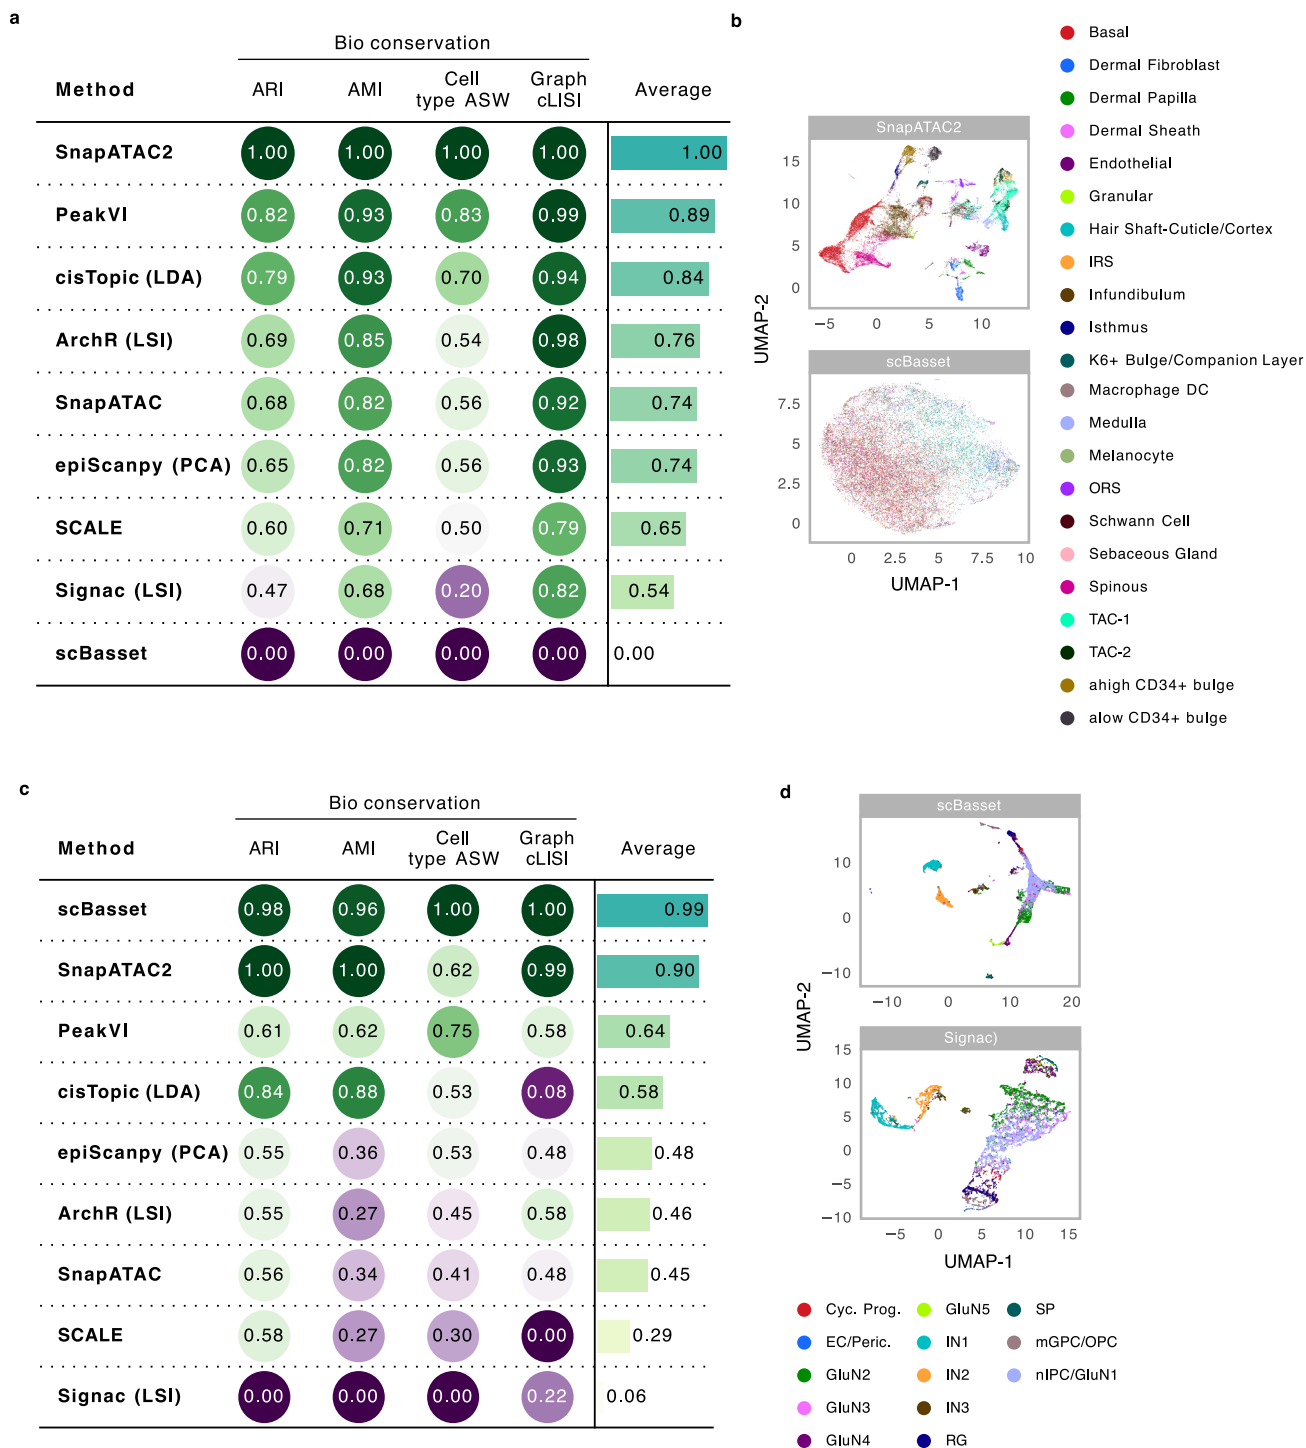 a
Bio conservation
Method ARI AMI Cell type ASW Graph cLISI Average
SnapATAC2 1.00 1.00 1.00 1.00 1.00
PeakVI 0.82 0.93 0.83 0.99 0.89
cisTopic (LDA) 0.79 0.93 0.70 0.94 0.84
ArchR (LSI) 0.69 0.85 0.54 0.98 0.76
SnapATAC 0.68 0.82 0.56 0.92 0.74
epiScanpy (PCA) 0.65 0.82 0.56 0.93 0.74
SCALE 0.60 0.71 0.50 0.79 0.65
Signac (LSI) 0.47 0.68 0.20 0.82 0.54
scBasset 0.00 0.00 0.00 0.00 0.00
b
SnapATAC2
15
10
5
0
−5 0 5 10
scBasset
7.5
5
2.5
0
0 2.5 5 7.5 10
UMAP-2
UMAP-1
Basal
Dermal Fibroblast
Dermal Papilla
Dermal Sheath
Endothelial
Granular
Hair Shaft-Cuticle/Cortex
IRS
Infundibulum
Isthmus
K6+ Bulge/Companion Layer
Macrophage DC
Medulla
Melanocyte
ORS
Schwann Cell
Sebaceous Gland
Spinous
TAC-1
TAC-2
ahigh CD34+ bulge
alow CD34+ bulge
c
Bio conservation
Method ARI AMI Cell type ASW Graph cLISI Average
scBasset 0.98 0.96 1.00 1.00 0.99
SnapATAC2 1.00 1.00 0.62 0.99 0.90
PeakVI 0.61 0.62 0.75 0.58 0.64
cisTopic (LDA) 0.84 0.88 0.53 0.08 0.58
epiScanpy (PCA) 0.55 0.36 0.53 0.48 0.48
ArchR (LSI) 0.55 0.27 0.45 0.58 0.46
SnapATAC 0.56 0.34 0.41 0.48 0.45
SCALE 0.58 0.27 0.30 0.00 0.29
Signac (LSI) 0.00 0.00 0.00 0.22 0.06
d
scBasset
10
0
−10
−10 0 10 20
Signac)
15
10
5
0
−5
−10
−5 0 5 10 15
UMAP-2
UMAP-1
Cyc. Prog. GluN5 SP
EC/Peric. IN1 mGPC/OPC
GluN2 IN2 nIPC/GluN1
GluN3 IN3
GluN4 RG